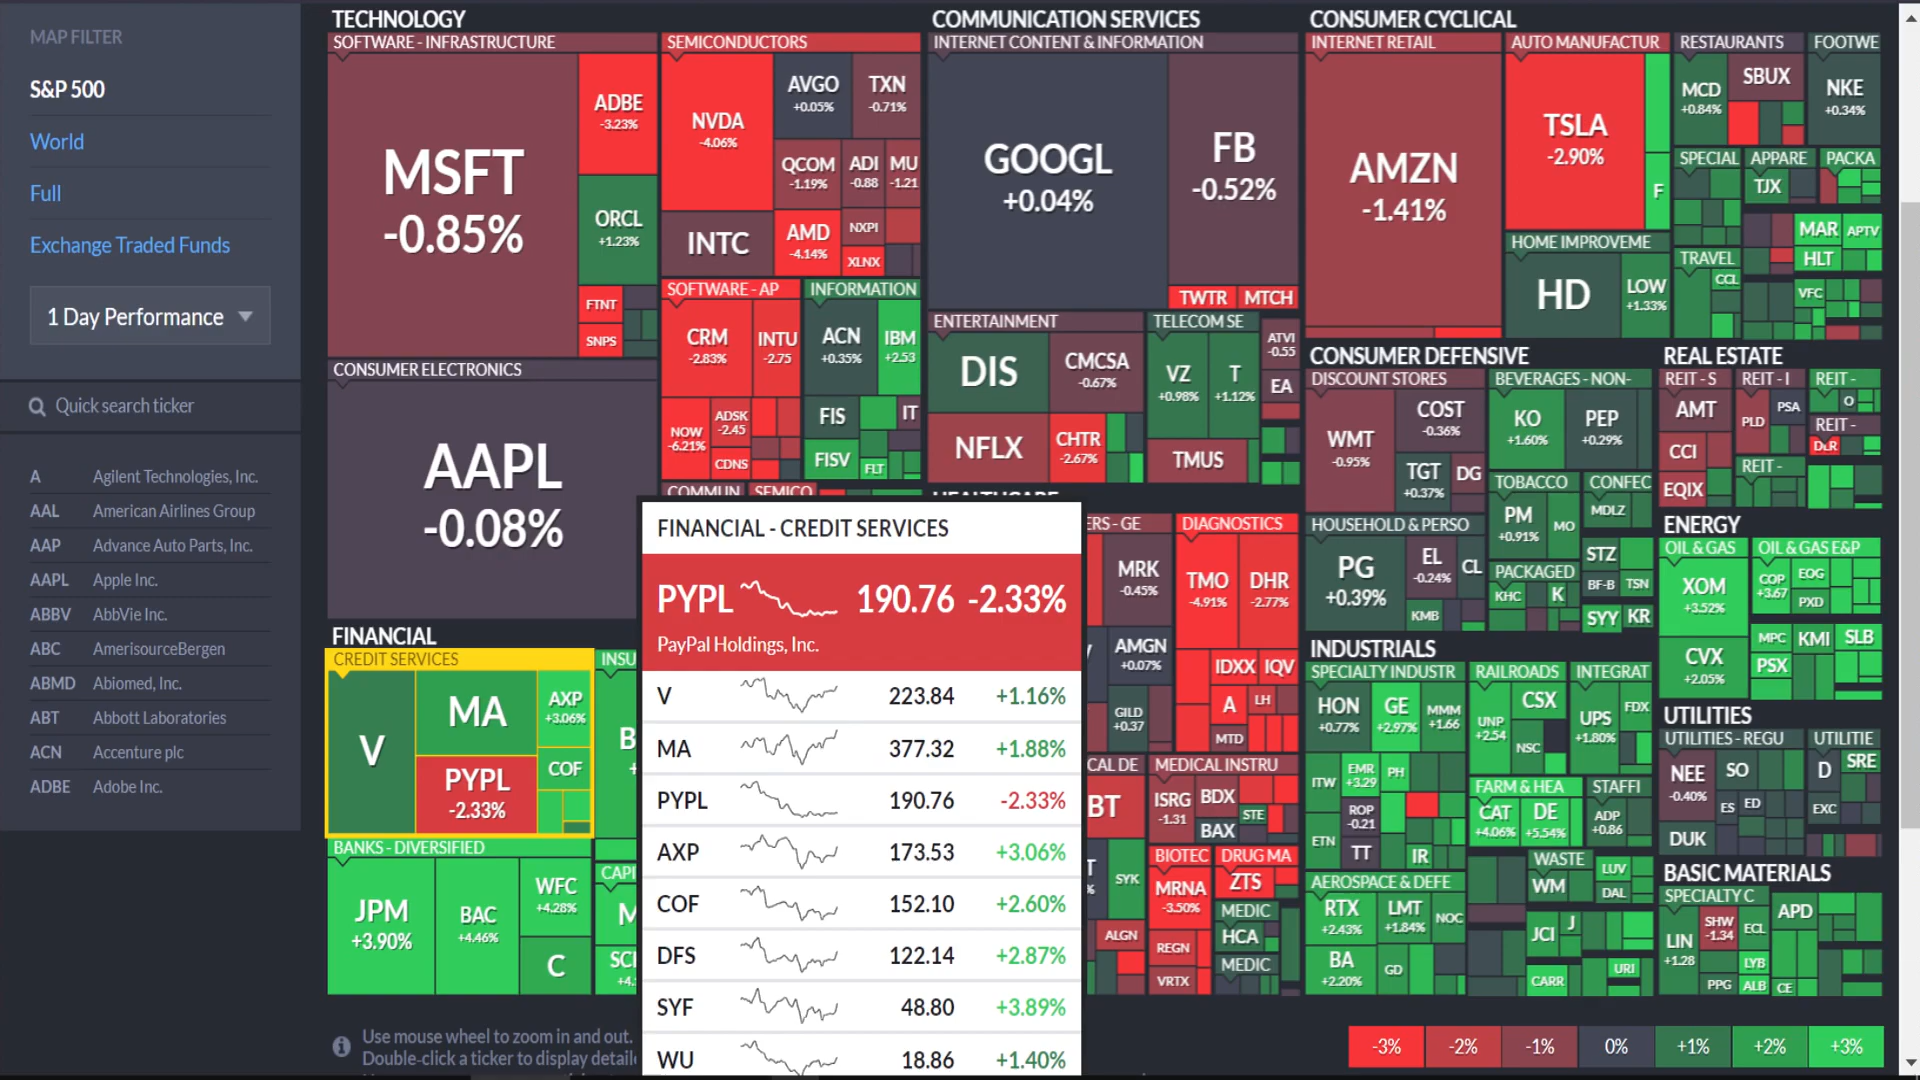 MAP FILTER
S&P 500
World
Full
Exchange Traded Funds
1 Day Performance
Quick search ticker
A Agilent Technologies, Inc.
AAL American Airlines Group
AAP Advance Auto Parts, Inc.
AAPL Apple Inc.
ABBV AbbVie Inc.
ABC AmerisourceBergen
ABMD Abiomed, Inc.
ABT Abbott Laboratories
ACN Accenture plc
ADBE Adobe Inc.
TECHNOLOGY
SOFTWARE - INFRASTRUCTURE
MSFT
-0.85%
ADBE
-3.23%
ORCL
+1.23%
FTNT
SNPS
SEMICONDUCTORS
NVDA
-4.06%
AVGO
+0.05%
TXN
-0.71%
QCOM
-1.19%
ADI
-0.88
MU
-1.21
INTC
AMD
-4.14%
NXPI
XLNX
SOFTWARE - AP
CRM
-2.83%
INTU
-2.75
NOW
-6.21%
ADSK
-2.45
CDNS
INFORMATION
ACN
+0.35%
IBM
+2.53
FIS
IT
FISV
FLT
CONSUMER ELECTRONICS
AAPL
-0.08%
COMMUN
SEMICO
COMMUNICATION SERVICES
INTERNET CONTENT & INFORMATION
GOOGL
+0.04%
FB
-0.52%
TWTR
MTCH
ENTERTAINMENT
DIS
CMCSA
-0.67%
NFLX
CHTR
-2.67%
TELECOM SE
VZ
+0.98%
T
+1.12%
TMUS
ATVI
-0.55
EA
CONSUMER CYCLICAL
INTERNET RETAIL
AMZN
-1.41%
AUTO MANUFACTUR
TSLA
-2.90%
F
HOME IMPROVEME
HD
LOW
+1.33%
RESTAURANTS
MCD
+0.84%
SBUX
FOOTWE
NKE
+0.34%
SPECIAL
APPARE
TJX
PACKA
MAR
APTV
HLT
TRAVEL
CCL
VFC
CONSUMER DEFENSIVE
DISCOUNT STORES
WMT
-0.95%
COST
-0.36%
TGT
+0.37%
DG
BEVERAGES - NON-
KO
+1.60%
PEP
+0.29%
TOBACCO
PM
+0.91%
MO
CONFEC
MDLZ
HOUSEHOLD & PERSO
PG
+0.39%
EL
-0.24%
CL
KMB
PACKAGED
KHC
K
STZ
BF-B
TSN
SYY
KR
REAL ESTATE
REIT - S
AMT
CCI
EQIX
REIT - I
PLD
PSA
REIT -
O
REIT -
DLR
REIT -
HEALTHCARE
ERS - GE
MRK
-0.45%
AMGN
+0.07%
GILD
+0.37
DIAGNOSTICS
TMO
-4.91%
DHR
-2.77%
IDXX
IQV
A
LH
MTD
CAL DE
BT
SYK
ALGN
MEDICAL INSTRU
ISRG
-1.31
BDX
STE
BAX
BIOTEC
MRNA
-3.50%
REGN
VRTX
DRUG MA
ZTS
MEDIC
HCA
MEDIC
ENERGY
OIL & GAS
XOM
+3.52%
CVX
+2.05%
OIL & GAS E&P
COP
+3.67
EOG
PXD
MPC
KMI
SLB
PSX
INDUSTRIALS
SPECIALTY INDUSTR
HON
+0.77%
GE
+2.97%
MMM
+1.66
ITW
EMR
+3.29
PH
ROP
-0.21
ETN
TT
IR
RAILROADS
UNP
+2.54
CSX
NSC
INTEGRAT
UPS
+1.80%
FDX
FARM & HEA
CAT
+4.06%
DE
+5.54%
STAFFI
ADP
+0.86
AEROSPACE & DEFE
RTX
+2.43%
LMT
+1.84%
NOC
BA
+2.20%
GD
WASTE
WM
LUV
DAL
JCI
J
CARR
URI
UTILITIES
UTILITIES - REGU
NEE
-0.40%
SO
ES
ED
DUK
UTILITIE
D
SRE
EXC
BASIC MATERIALS
SPECIALTY C
LIN
+1.28
SHW
-1.34
ECL
APD
LYB
PPG
ALB
CE
FINANCIAL
CREDIT SERVICES
V
MA
AXP
+3.06%
PYPL
-2.33%
COF
INSU
B
BANKS - DIVERSIFIED
JPM
+3.90%
BAC
+4.46%
WFC
+4.28%
C
CAPI
M
SCH
+4.
FINANCIAL - CREDIT SERVICES
PYPL 190.76 -2.33%
PayPal Holdings, Inc.
V 223.84 +1.16%
MA 377.32 +1.88%
PYPL 190.76 -2.33%
AXP 173.53 +3.06%
COF 152.10 +2.60%
DFS 122.14 +2.87%
SYF 48.80 +3.89%
WU 18.86 +1.40%
Use mouse wheel to zoom in and out.
Double-click a ticker to display detaile
-3% -2% -1% 0% +1% +2% +3%